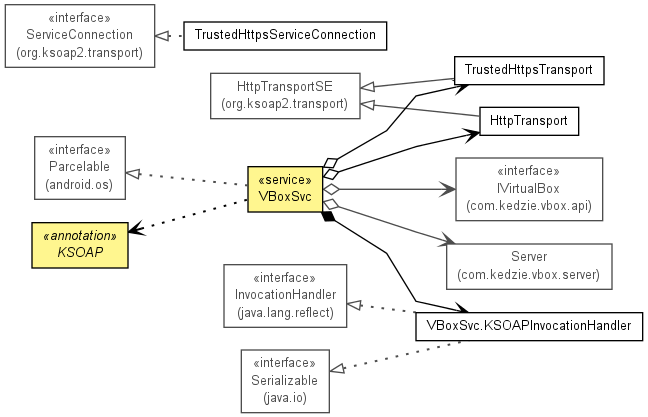 «interface»
ServiceConnection
(org.ksoap2.transport)
TrustedHttpsServiceConnection
HttpTransportSE
(org.ksoap2.transport)
TrustedHttpsTransport
HttpTransport
«interface»
Parcelable
(android.os)
«service»
VBoxSvc
«interface»
IVirtualBox
(com.kedzie.vbox.api)
«annotation»
KSOAP
Server
(com.kedzie.vbox.server)
«interface»
InvocationHandler
(java.lang.reflect)
VBoxSvc.KSOAPInvocationHandler
«interface»
Serializable
(java.io)